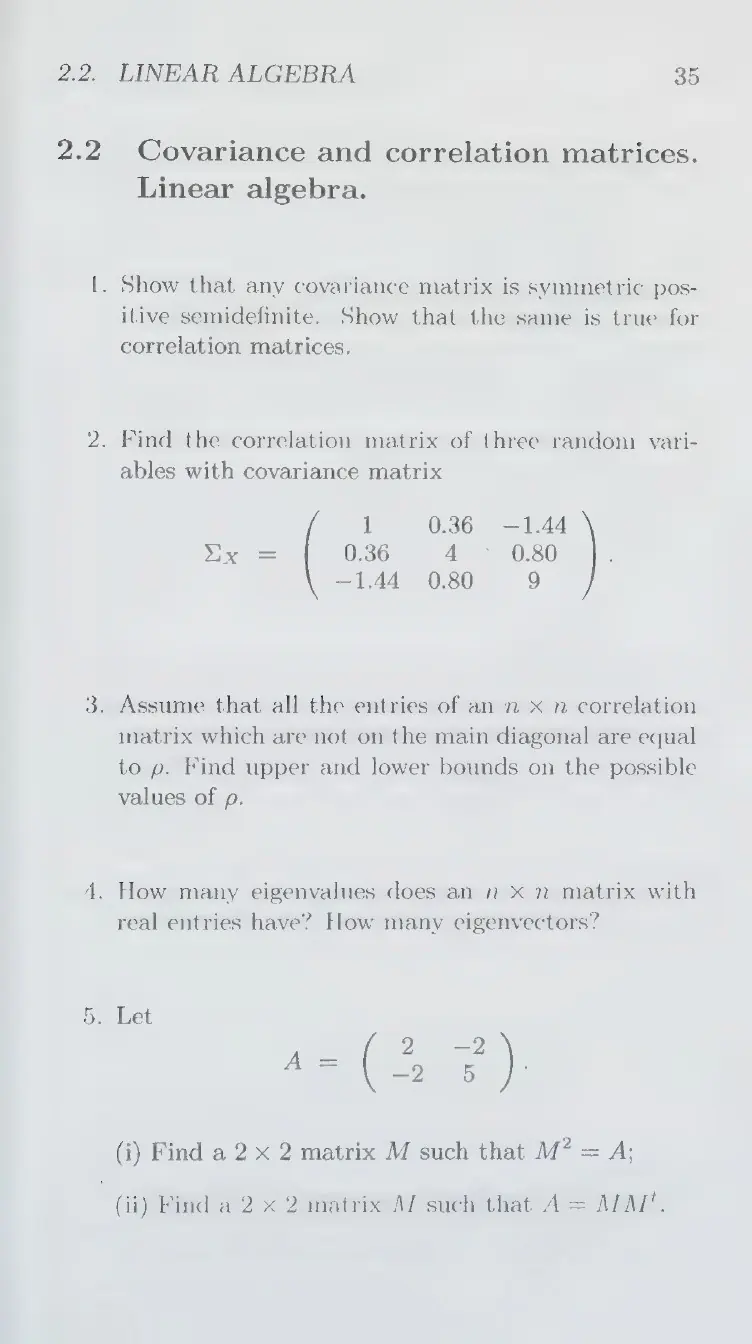 2.2. LINEAR ALGEBRA 35
2.2 Covariance and correlation matrices.
Linear algebra.
1. Show that any covariance matrix is symmetric pos-
itive semidefinite. Show that the same is true for
correlation matrices.
2. Find the correlation matrix of three random vari-
ables with covariance matrix
Σ_X = ( 1 0.36 −1.44
0.36 4 0.80
−1.44 0.80 9 ) .
3. Assume that all the entries of an n × n correlation
matrix which are not on the main diagonal are equal
to ρ. Find upper and lower bounds on the possible
values of ρ.
4. How many eigenvalues does an n × n matrix with
real entries have? How many eigenvectors?
5. Let
A = ( 2 −2
−2 5 ) .
(i) Find a 2 × 2 matrix M such that M² = A;
(ii) Find a 2 × 2 matrix M such that A = MMᵗ.